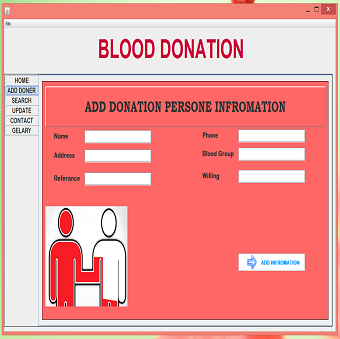 File
BLOOD DONATION
HOME
ADD DONER
SEARCH
UPDATE
CONTACT
GELARY
ADD DONATION PERSONE INFROMATION
Name
Phone
Address
Blood Group
Referance
Willing
ADD INFROMATION